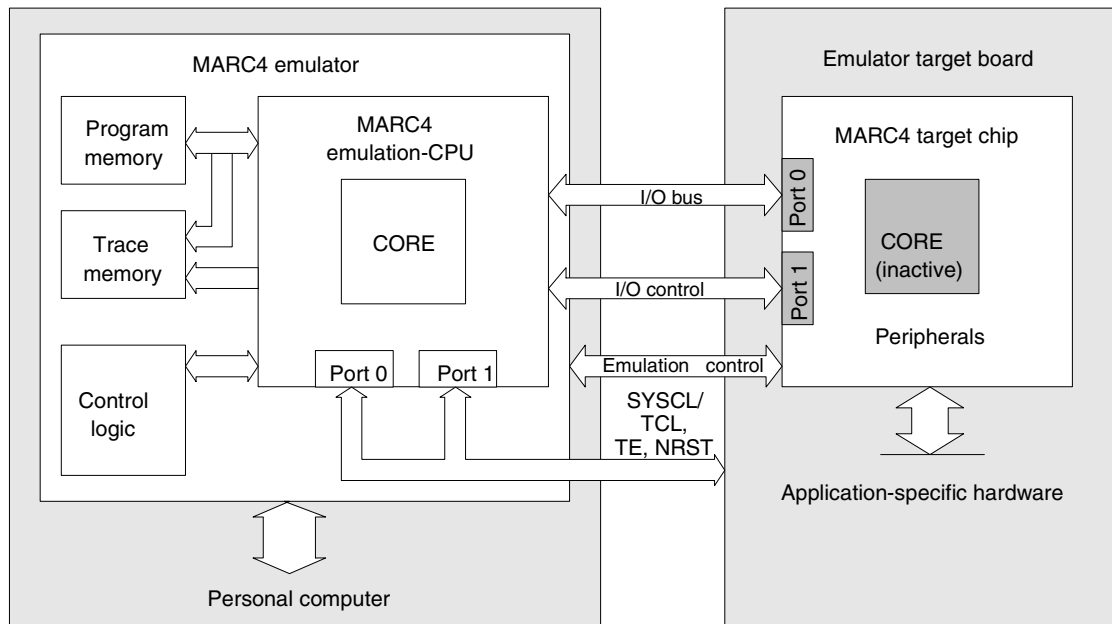 MARC4 emulator
Program
memory
Trace
memory
Control
logic
MARC4
emulation-CPU
CORE
Port 0
Port 1
I/O bus
I/O control
Emulation control
SYSCL/
TCL,
TE, NRST
Personal computer
Emulator target board
MARC4 target chip
Port 0
Port 1
CORE
(inactive)
Peripherals
Application-specific hardware